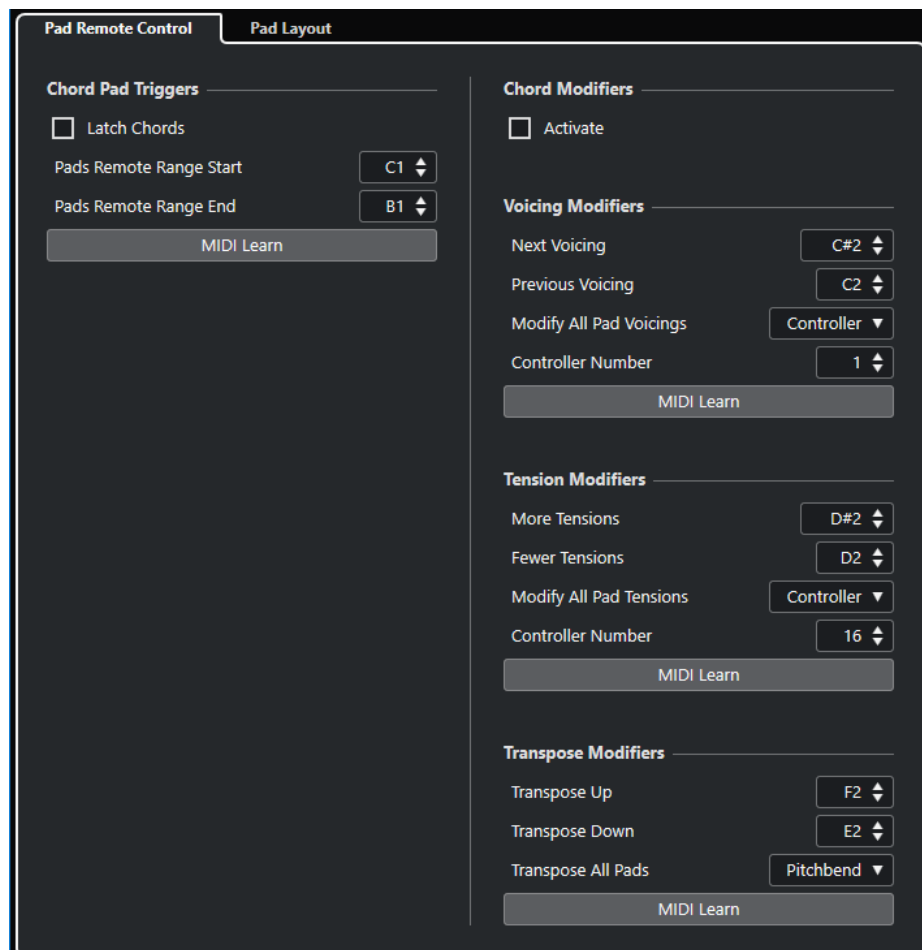 Pad Remote Control
Pad Layout
Chord Pad Triggers
Latch Chords
Pads Remote Range Start C1
Pads Remote Range End B1
MIDI Learn
Chord Modifiers
Activate
Voicing Modifiers
Next Voicing C#2
Previous Voicing C2
Modify All Pad Voicings Controller
Controller Number 1
MIDI Learn
Tension Modifiers
More Tensions D#2
Fewer Tensions D2
Modify All Pad Tensions Controller
Controller Number 16
MIDI Learn
Transpose Modifiers
Transpose Up F2
Transpose Down E2
Transpose All Pads Pitchbend
MIDI Learn